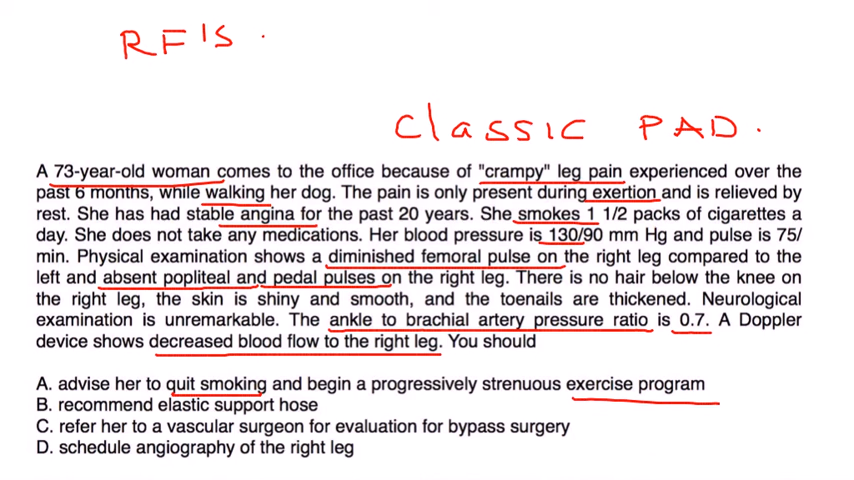 RF'S .
Classic PAD.
A 73-year-old woman comes to the office because of "crampy" leg pain experienced over the
past 6 months, while walking her dog. The pain is only present during exertion and is relieved by
rest. She has had stable angina for the past 20 years. She smokes 1 1/2 packs of cigarettes a
day. She does not take any medications. Her blood pressure is 130/90 mm Hg and pulse is 75/
min. Physical examination shows a diminished femoral pulse on the right leg compared to the
left and absent popliteal and pedal pulses on the right leg. There is no hair below the knee on
the right leg, the skin is shiny and smooth, and the toenails are thickened. Neurological
examination is unremarkable. The ankle to brachial artery pressure ratio is 0.7. A Doppler
device shows decreased blood flow to the right leg. You should
A. advise her to quit smoking and begin a progressively strenuous exercise program
B. recommend elastic support hose
C. refer her to a vascular surgeon for evaluation for bypass surgery
D. schedule angiography of the right leg